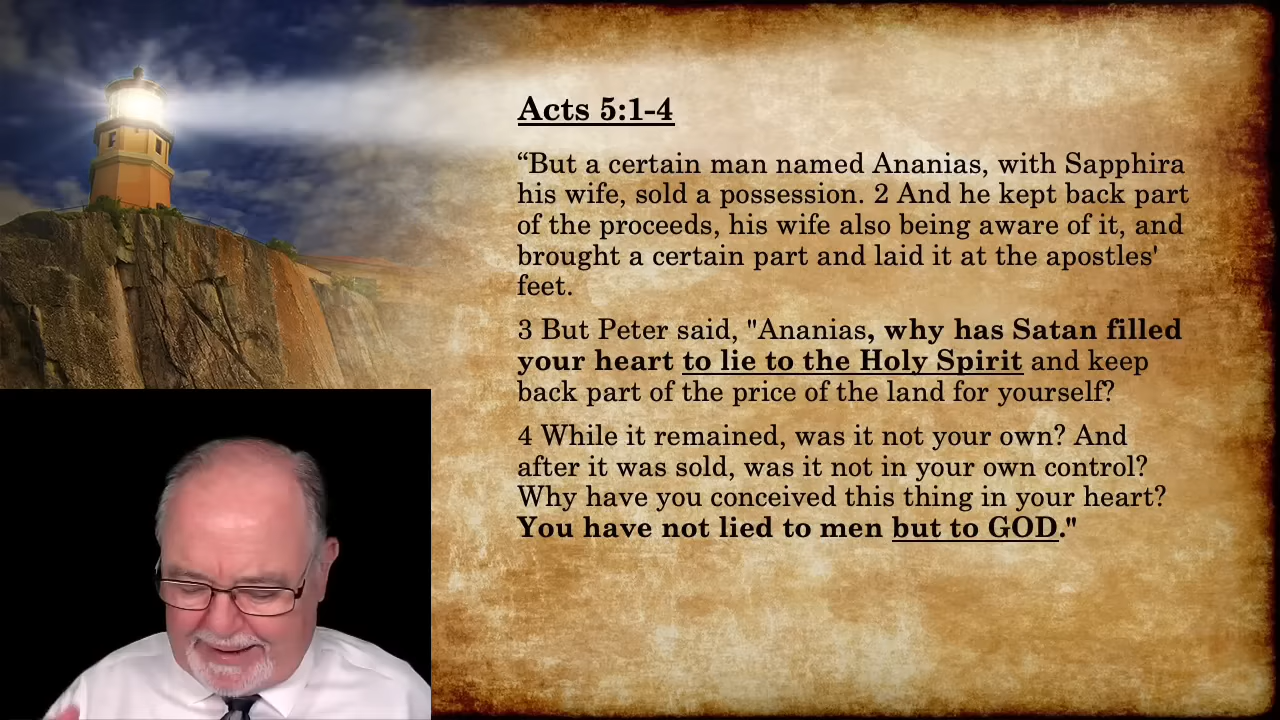 Acts 5:1-4
“But a certain man named Ananias, with Sapphira
his wife, sold a possession. 2 And he kept back part
of the proceeds, his wife also being aware of it, and
brought a certain part and laid it at the apostles'
feet.
3 But Peter said, "Ananias, why has Satan filled
your heart to lie to the Holy Spirit and keep
back part of the price of the land for yourself?
4 While it remained, was it not your own? And
after it was sold, was it not in your own control?
Why have you conceived this thing in your heart?
You have not lied to men but to GOD."